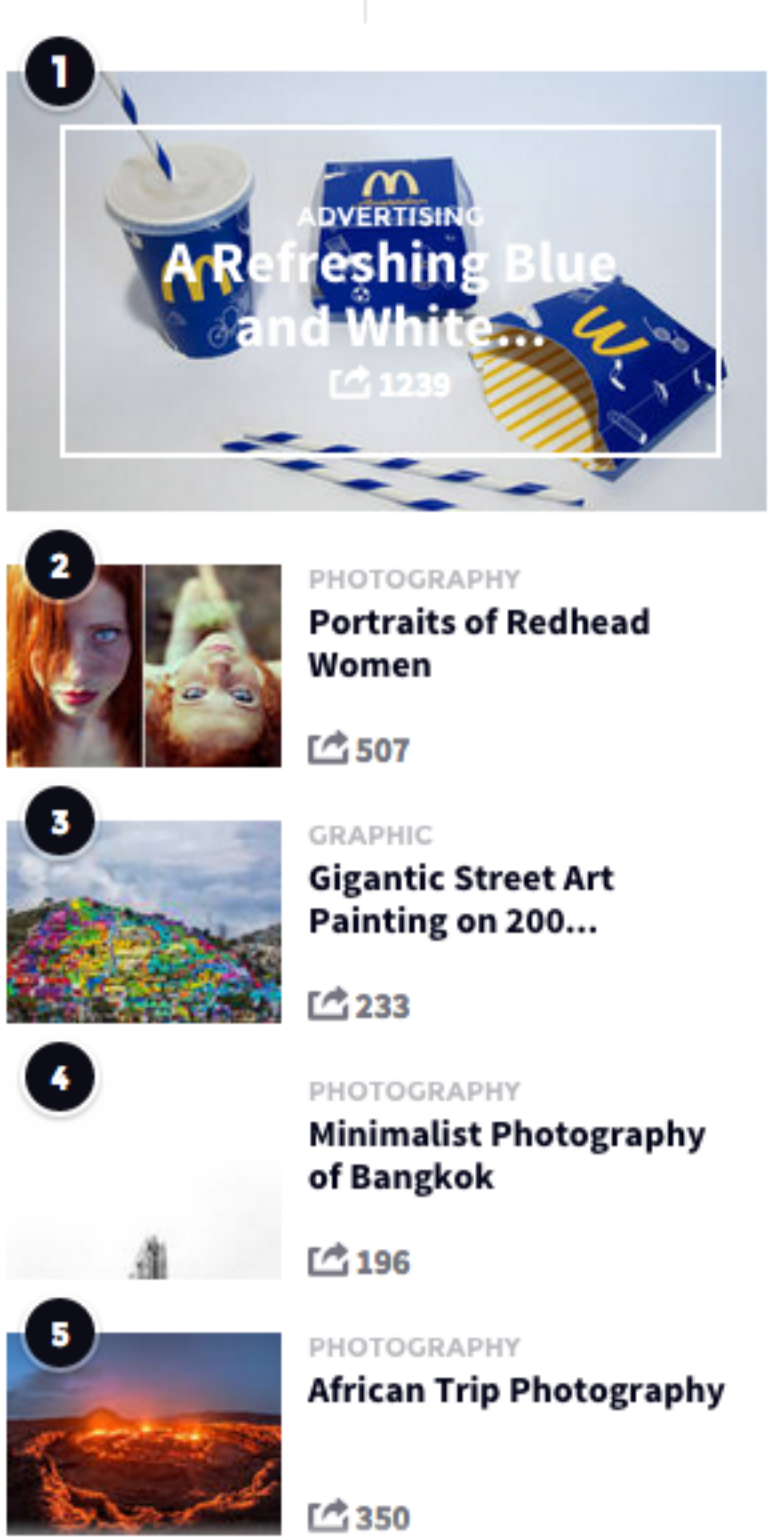 1
ADVERTISING
A Refreshing Blue
and White...
1239
2
PHOTOGRAPHY
Portraits of Redhead
Women
507
3
GRAPHIC
Gigantic Street Art
Painting on 200...
233
4
PHOTOGRAPHY
Minimalist Photography
of Bangkok
196
5
PHOTOGRAPHY
African Trip Photography
350